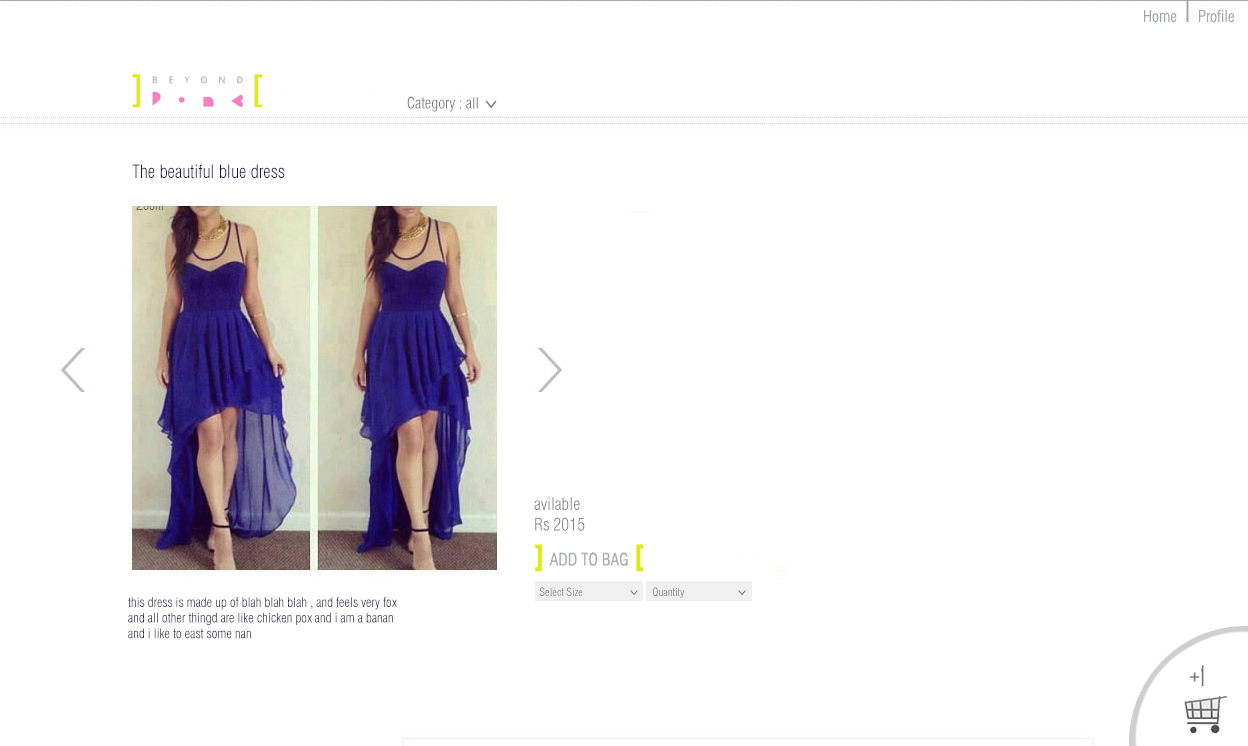 Home
Profile
BEYOND
Category : all
The beautiful blue dress
Zoom
avilable
Rs 2015
ADD TO BAG
Select Size
Quantity
this dress is made up of blah blah blah , and feels very fox
and all other thingd are like chicken pox and i am a banan
and i like to east some nan